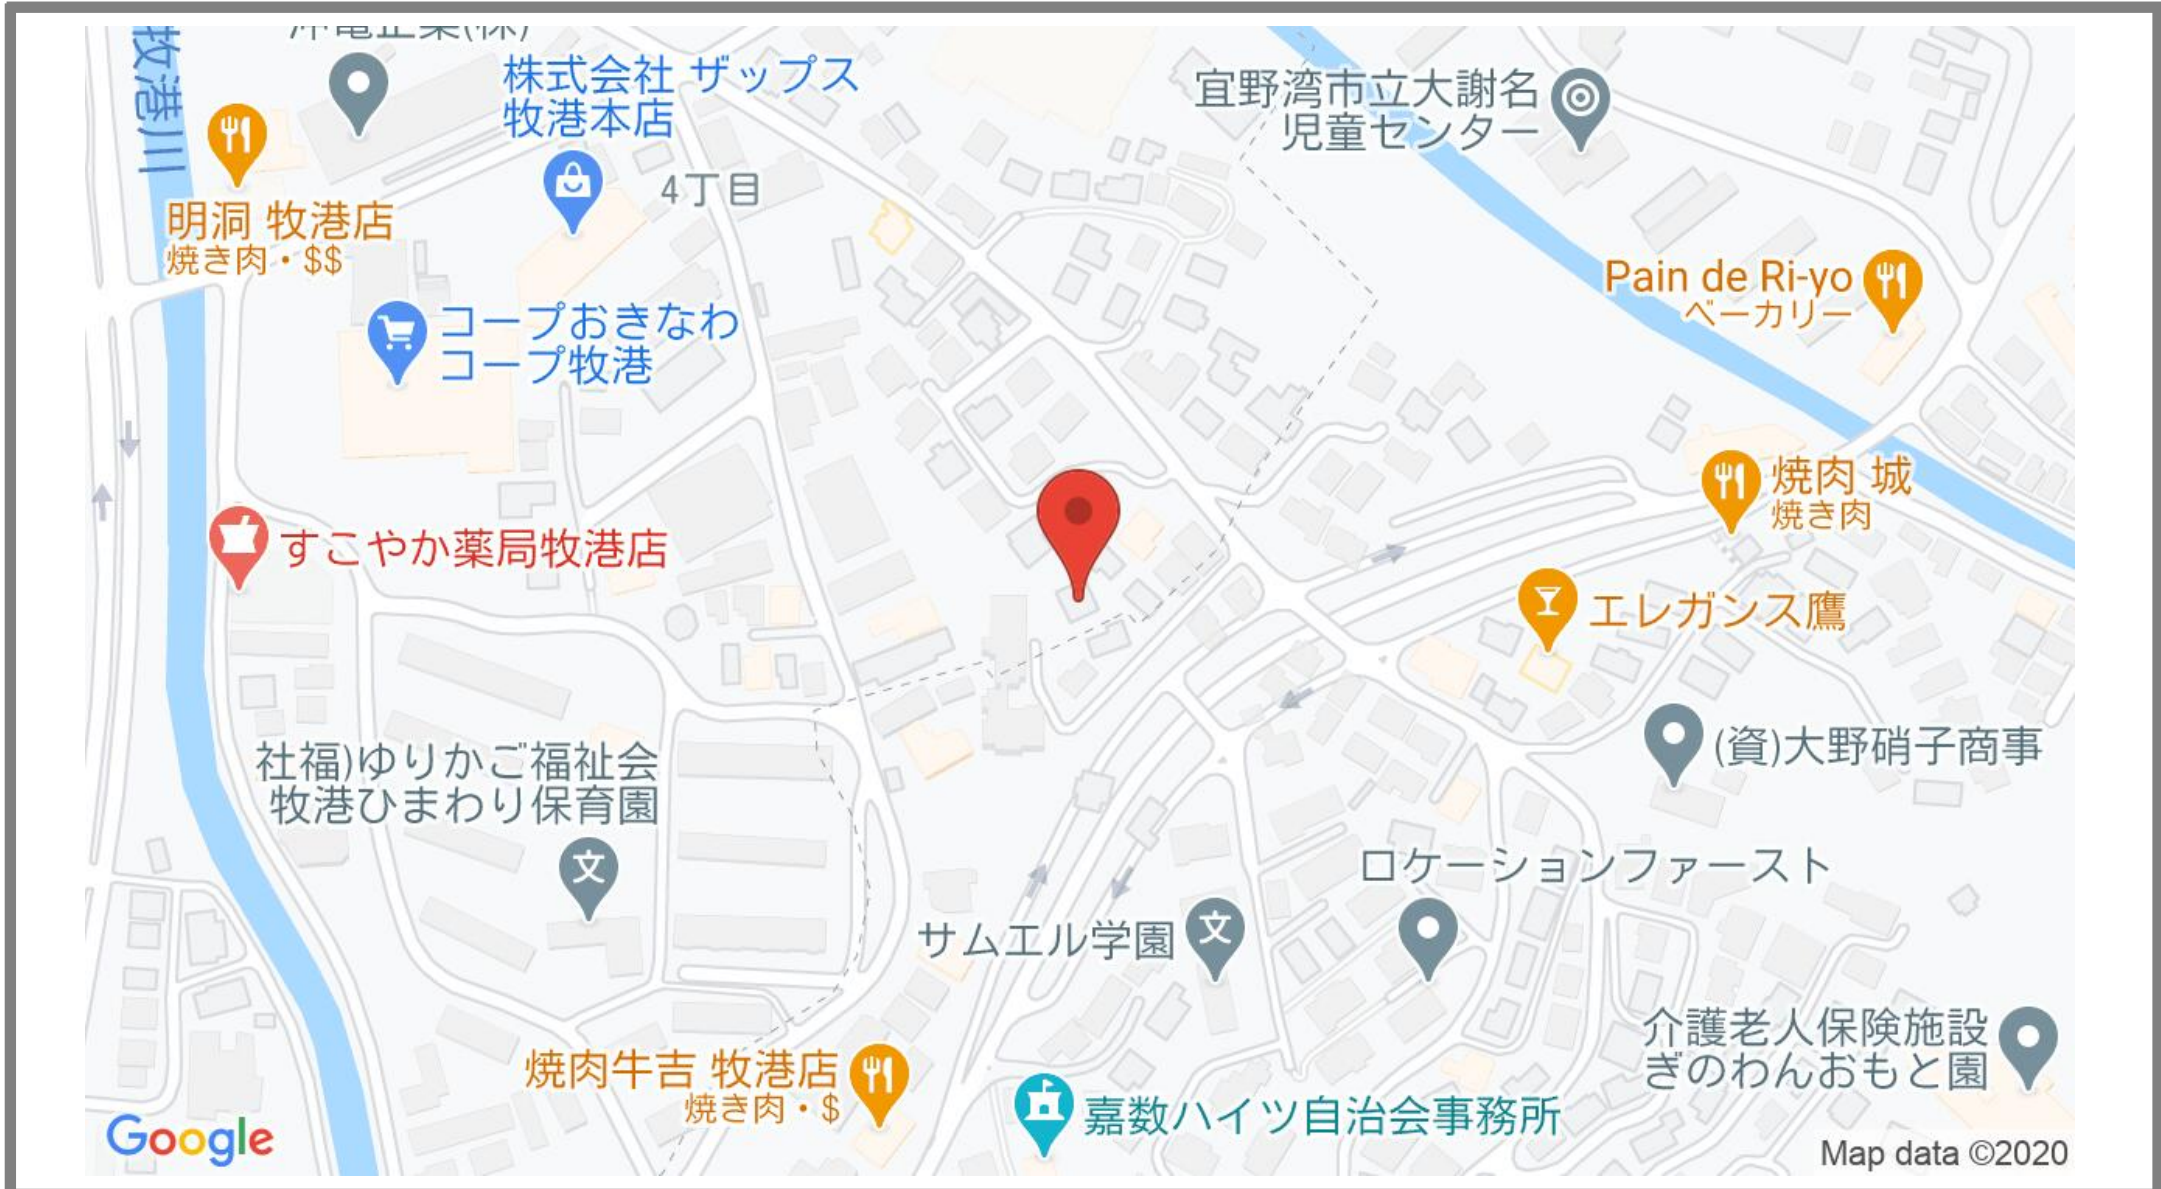 牧港川
沖電企業(株)
株式会社 ザップス
牧港本店
4丁目
宜野湾市立大謝名
児童センター
明洞 牧港店
焼き肉・$$
Pain de Ri-yo
ベーカリー
コープおきなわ
コープ牧港
焼肉 城
焼き肉
すこやか薬局牧港店
エレガンス鷹
(資)大野硝子商事
社福)ゆりかご福祉会
牧港ひまわり保育園
文
ロケーションファースト
サムエル学園
文
介護老人保険施設
ぎのわんおもと園
焼肉牛吉 牧港店
焼き肉・$
嘉数ハイツ自治会事務所
Google
Map data ©2020